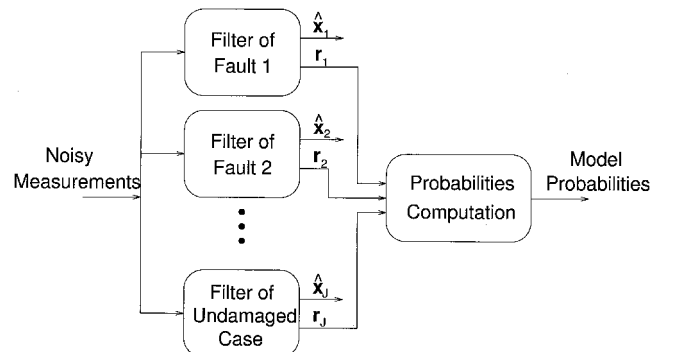 Filter of
Fault 1
x̂1
r1
Filter of
Fault 2
x̂2
r2
Noisy
Measurements
Probabilities
Computation
Model
Probabilities
Filter of
Undamaged
Case
x̂J
rJ